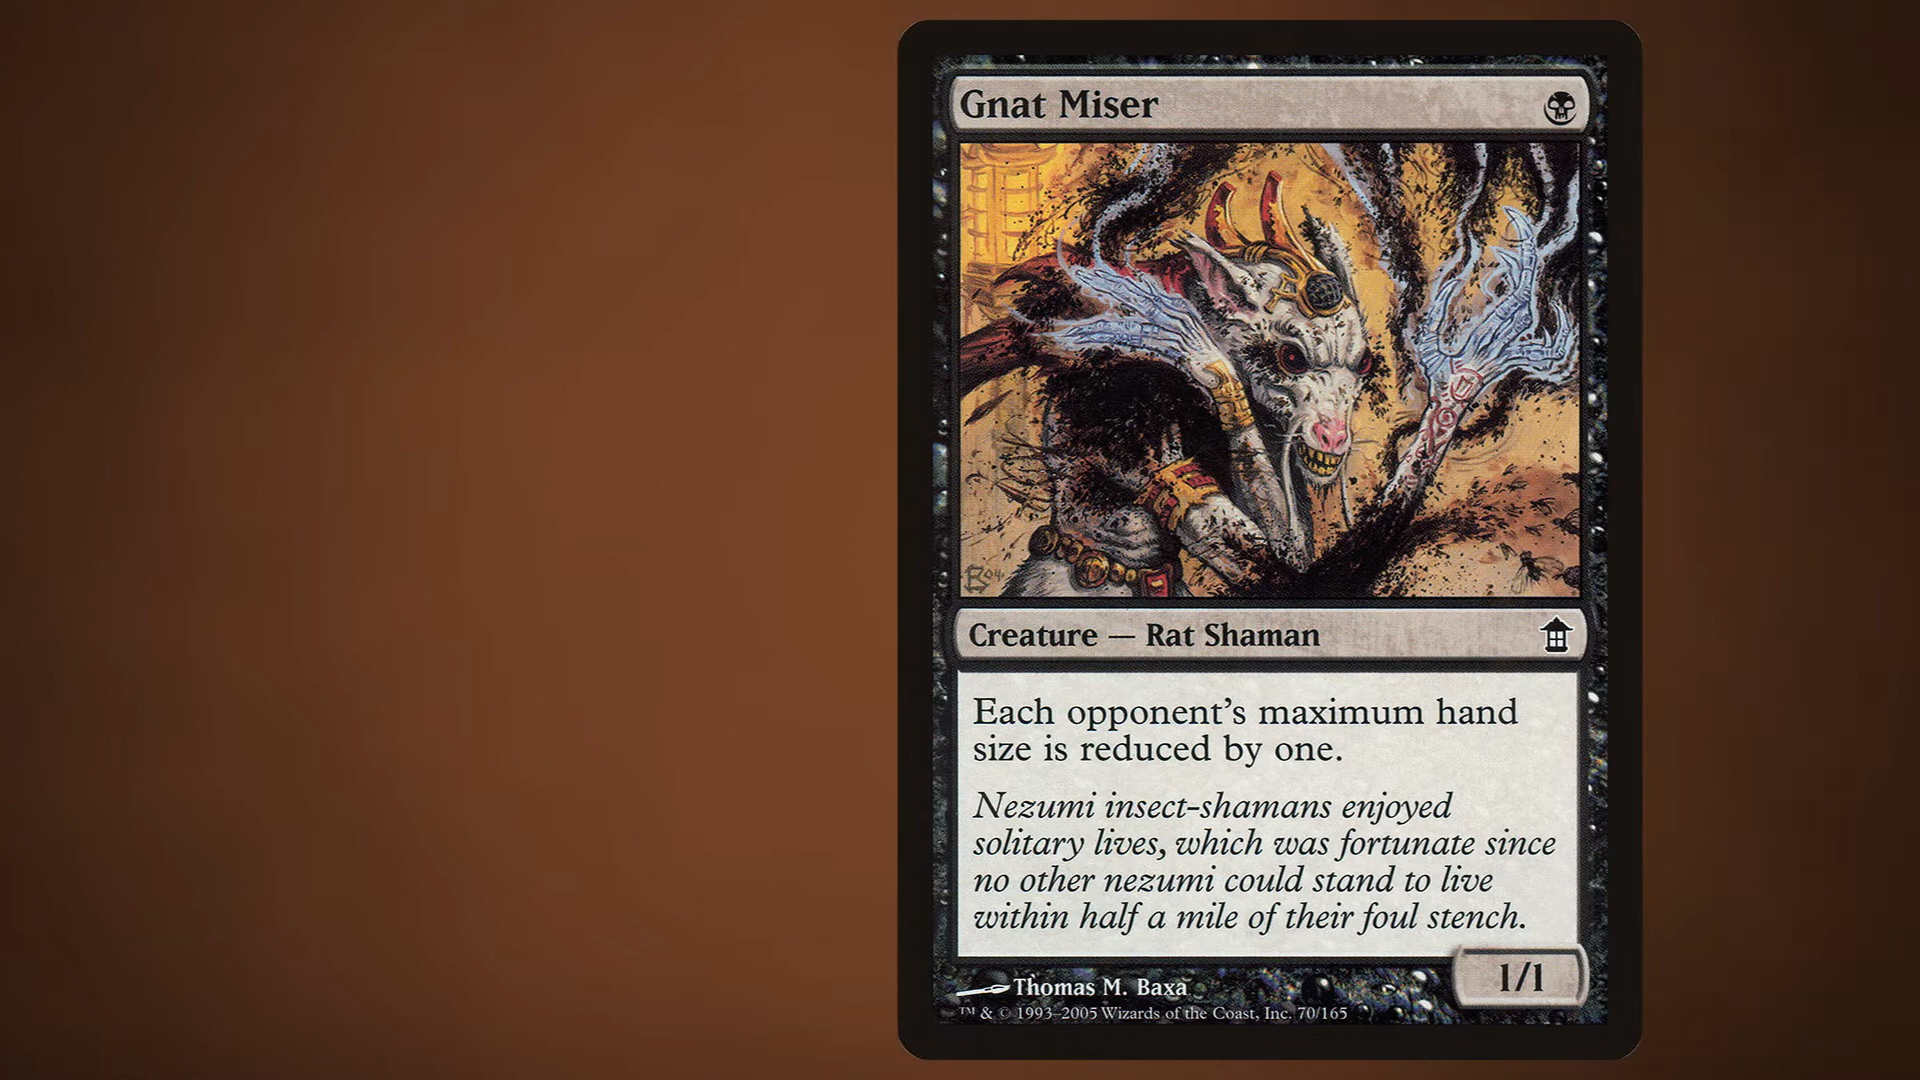 Gnat Miser
Creature — Rat Shaman
Each opponent's maximum hand
size is reduced by one.
Nezumi insect-shamans enjoyed
solitary lives, which was fortunate since
no other nezumi could stand to live
within half a mile of their foul stench.
1/1
Thomas M. Baxa
™ & © 1993–2005 Wizards of the Coast, Inc. 70/165